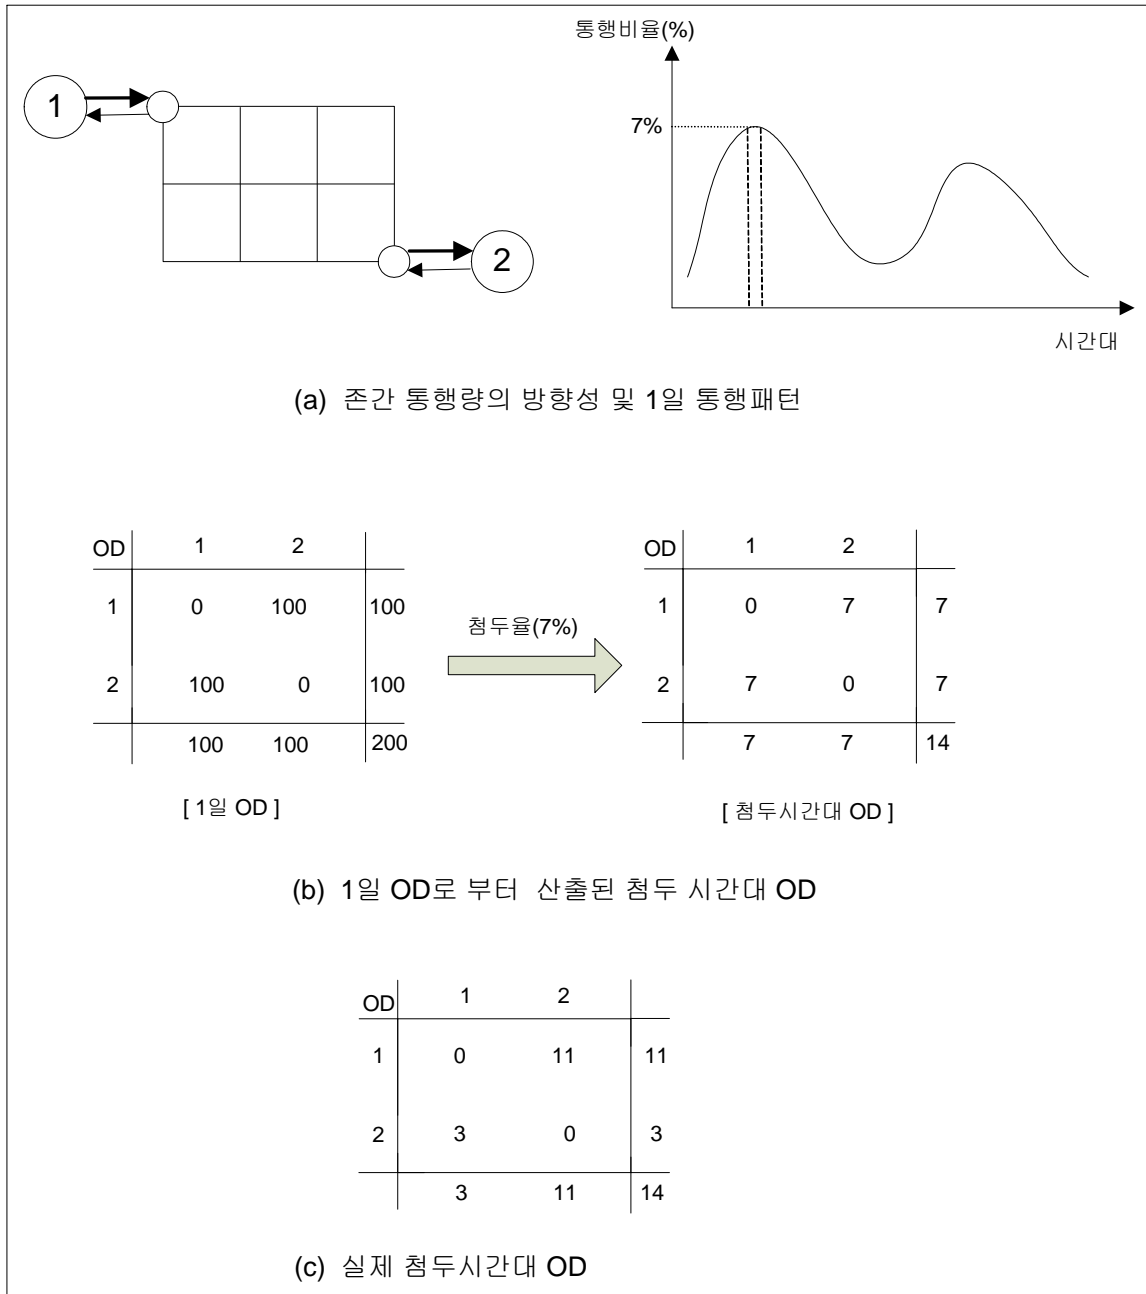 통행비율(%)
1
7%
2
시간대
(a) 존간 통행량의 방향성 및 1일 통행패턴
OD 1 2
1 0 100 100
2 100 0 100
100 100 200
[ 1일 OD ]
첨두율(7%)
OD 1 2
1 0 7 7
2 7 0 7
7 7 14
[ 첨두시간대 OD ]
(b) 1일 OD로 부터 산출된 첨두 시간대 OD
OD 1 2
1 0 11 11
2 3 0 3
3 11 14
(c) 실제 첨두시간대 OD